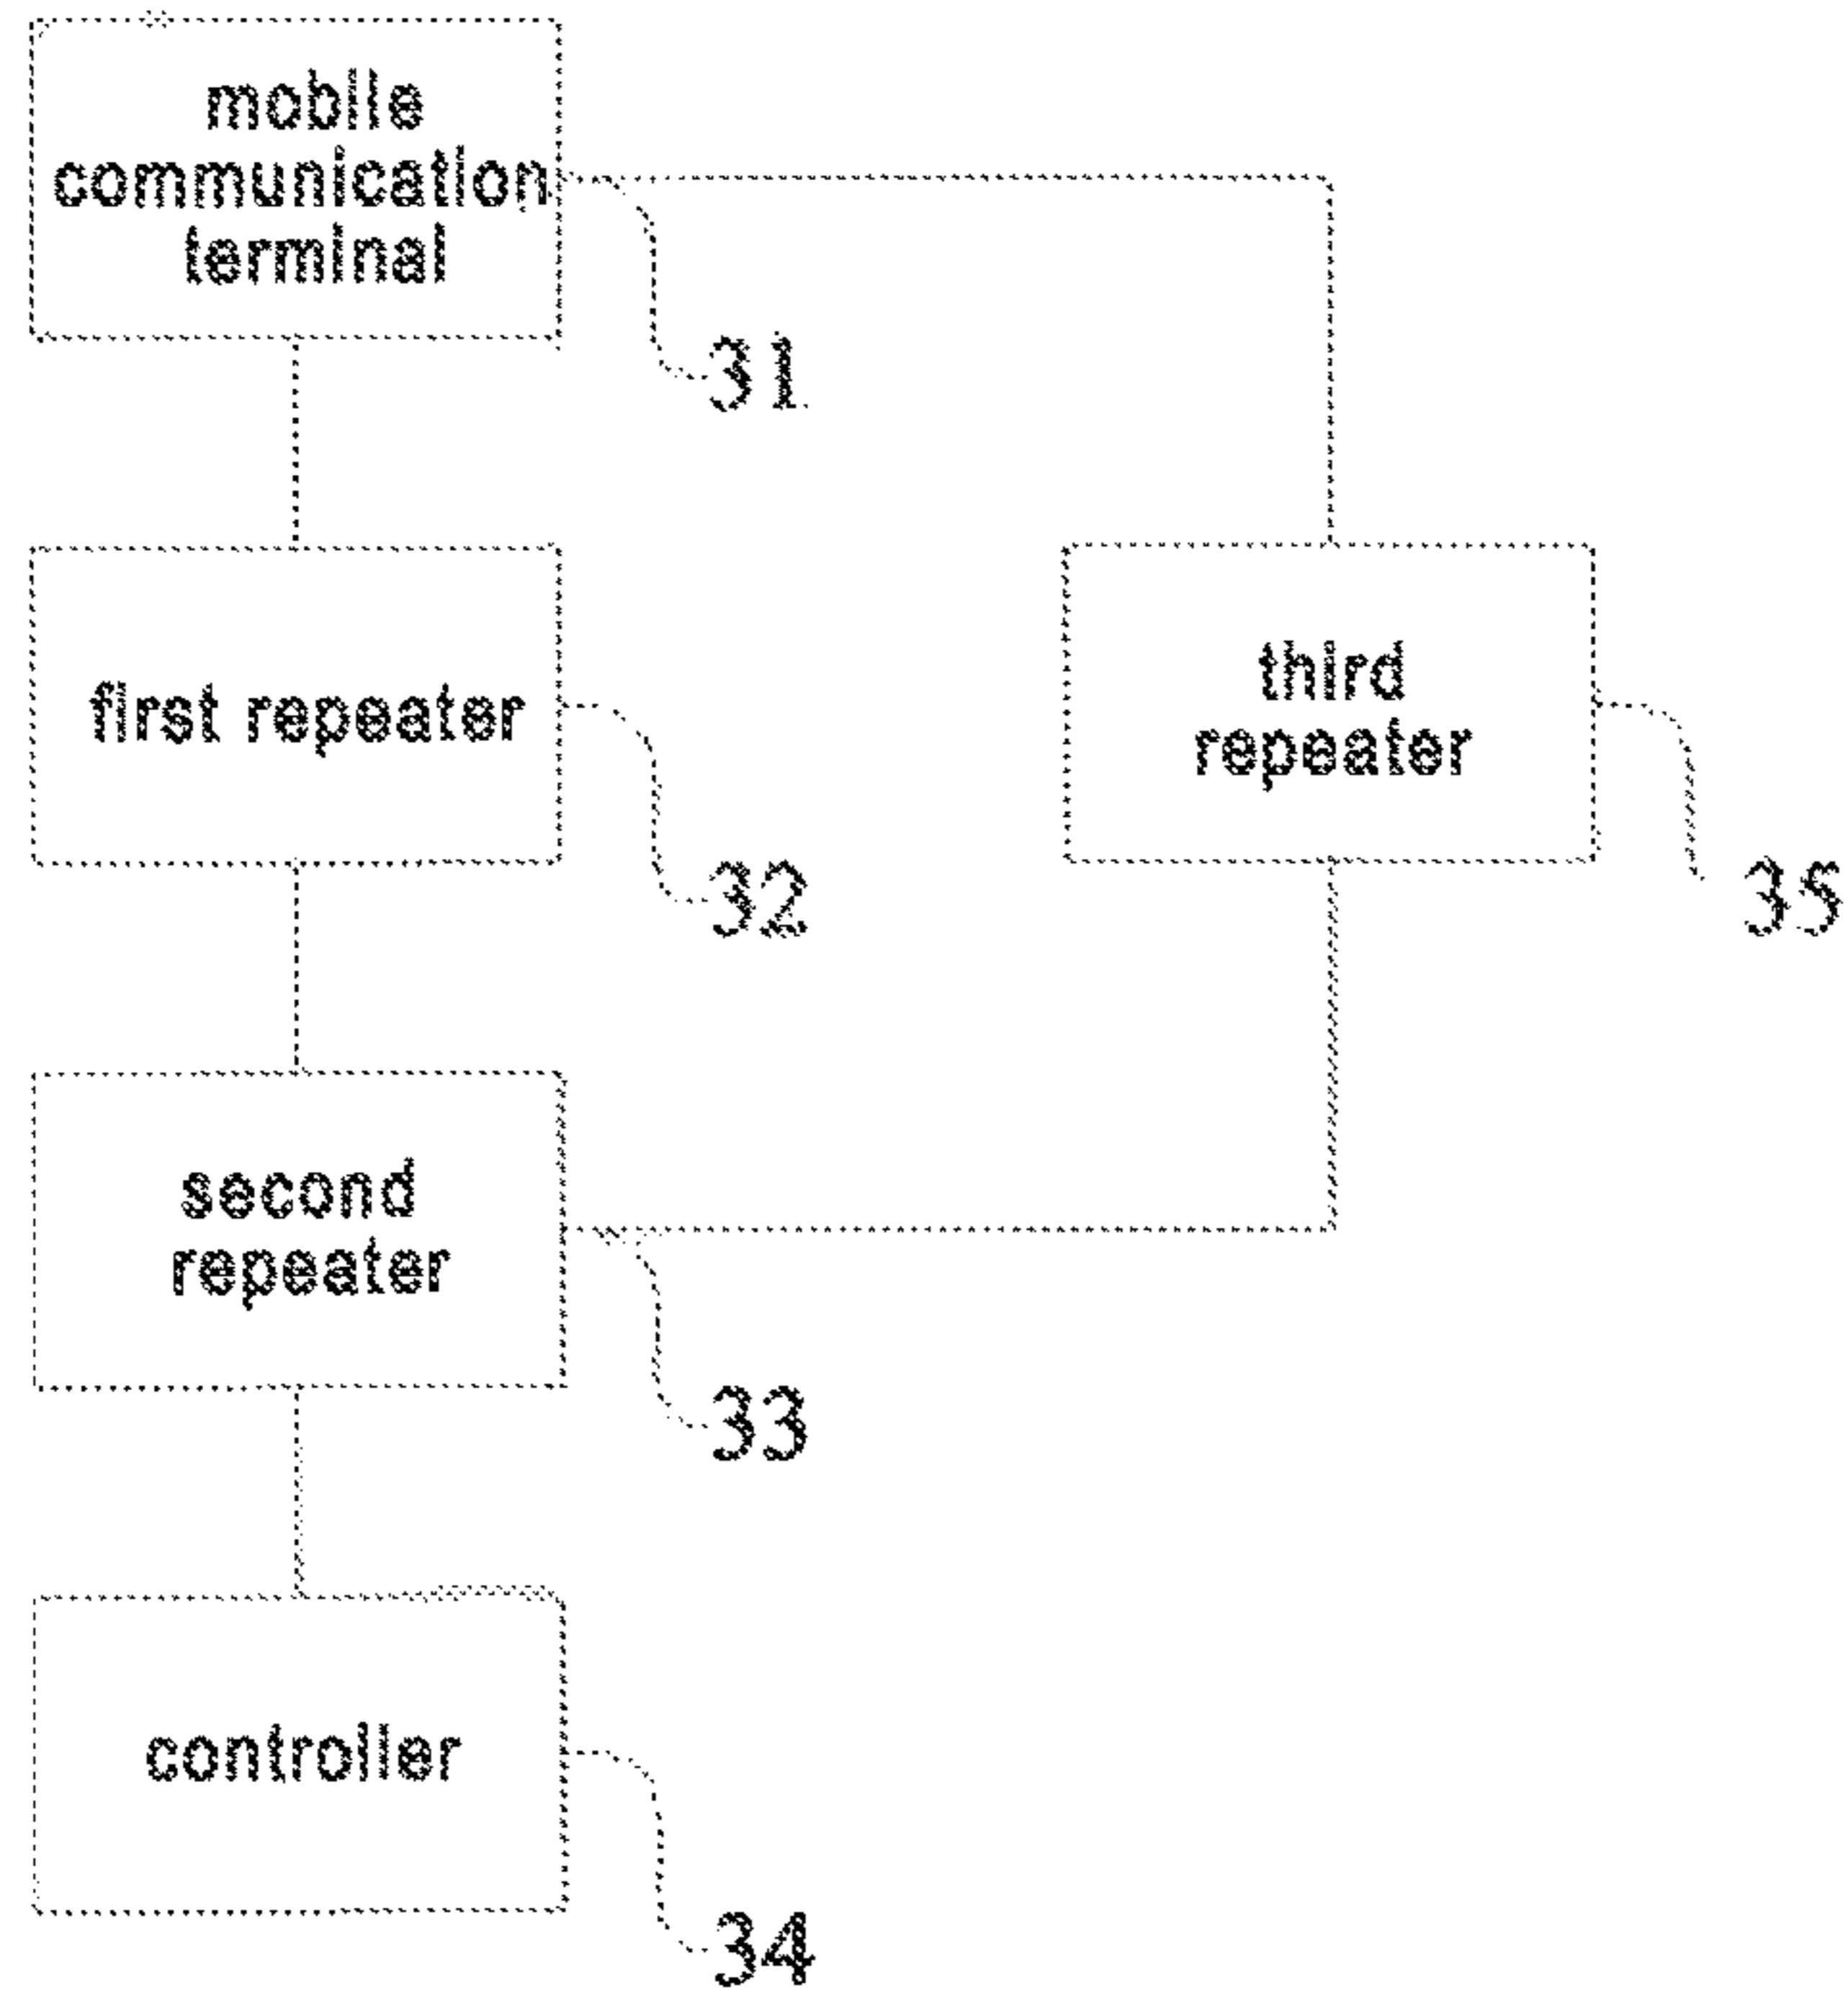 mobile
communication
terminal
31
first repeater
32
third
repeater
35
second
repeater
33
controller
34